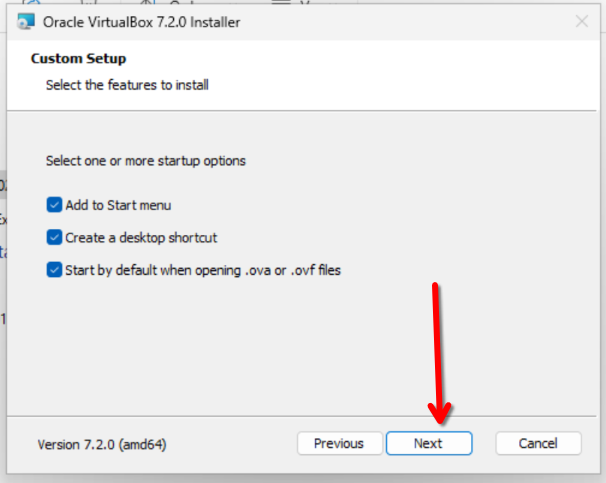 Oracle VirtualBox 7.2.0 Installer
Custom Setup
Select the features to install
Select one or more startup options
Add to Start menu
Create a desktop shortcut
Start by default when opening .ova or .ovf files
Version 7.2.0 (amd64)
Previous
Next
Cancel